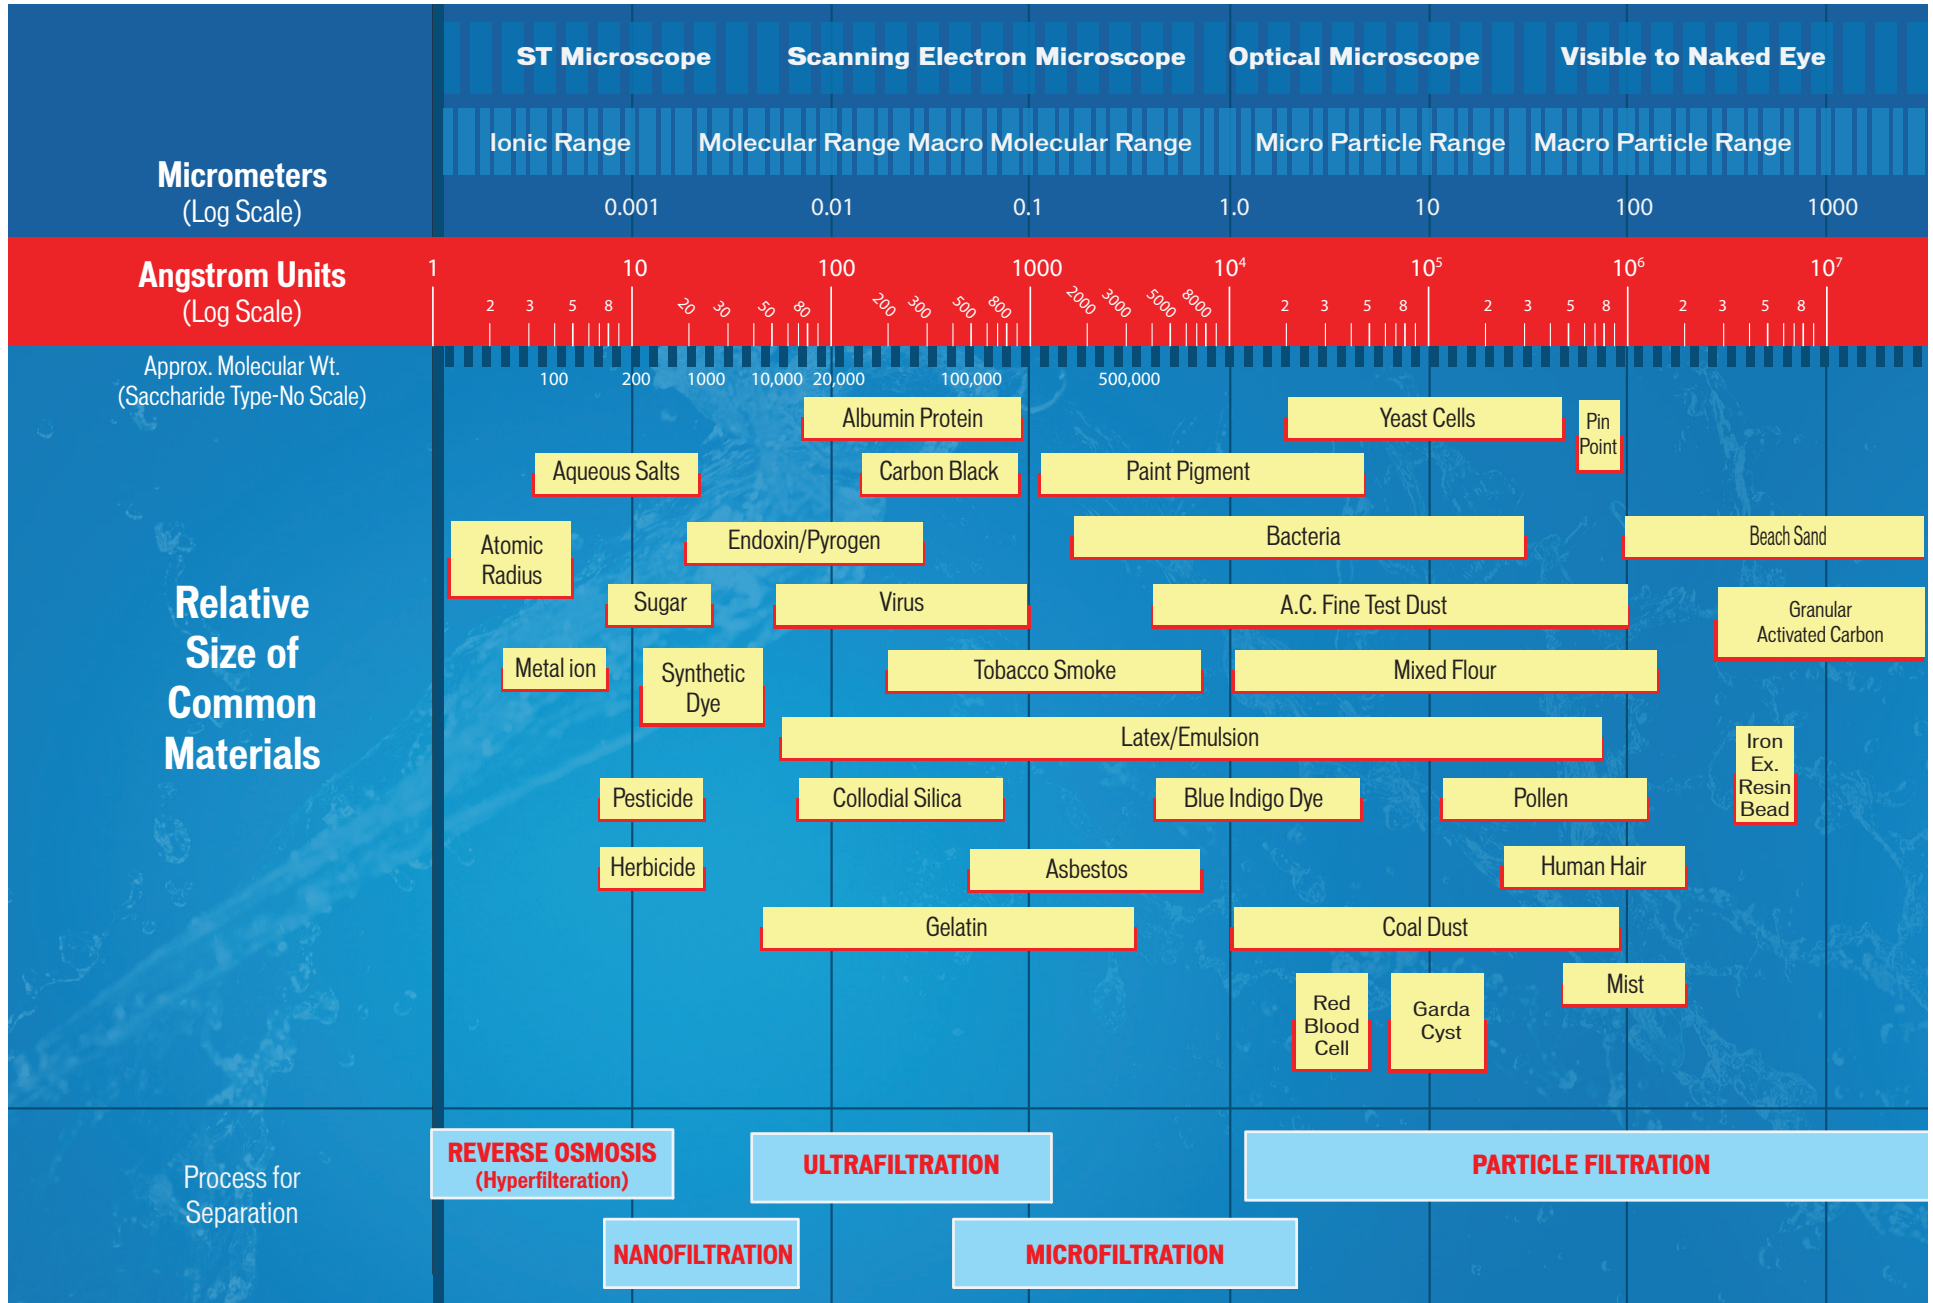 ST Microscope Scanning Electron Microscope Optical Microscope Visible to Naked Eye
Ionic Range Molecular Range Macro Molecular Range Micro Particle Range Macro Particle Range
Micrometers
(Log Scale) 0.001 0.01 0.1 1.0 10 100 1000
Angstrom Units
(Log Scale)
1 10 100 1000 10⁴ 10⁵ 10⁶ 10⁷
2 3 5 8 20 30 50 80 200 300 500 800 2000 3000 5000 8000 2 3 5 8 2 3 5 8 2 3 5 8
Approx. Molecular Wt.
(Saccharide Type-No Scale)
100 200 1000 10,000 20,000 100,000 500,000
Relative
Size of
Common
Materials
Albumin Protein
Yeast Cells
Pin
Point
Aqueous Salts
Carbon Black
Paint Pigment
Atomic
Radius
Endoxin/Pyrogen
Bacteria
Beach Sand
Sugar
Virus
A.C. Fine Test Dust
Granular
Activated Carbon
Metal ion
Synthetic
Dye
Tobacco Smoke
Mixed Flour
Latex/Emulsion
Iron
Ex.
Resin
Bead
Pesticide
Collodial Silica
Blue Indigo Dye
Pollen
Herbicide
Asbestos
Human Hair
Gelatin
Coal Dust
Mist
Red
Blood
Cell
Garda
Cyst
Process for
Separation
REVERSE OSMOSIS
(Hyperfilteration)
ULTRAFILTRATION
PARTICLE FILTRATION
NANOFILTRATION
MICROFILTRATION